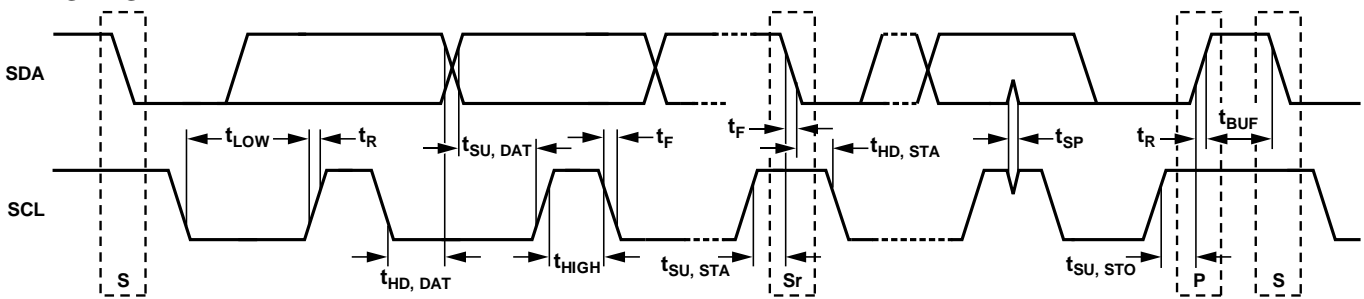 SDA
tLOW
tR
tSU, DAT
tF
tF
tHD, STA
tSP
tR
tBUF
SCL
S
tHD, DAT
tHIGH
tSU, STA
Sr
tSU, STO
P
S